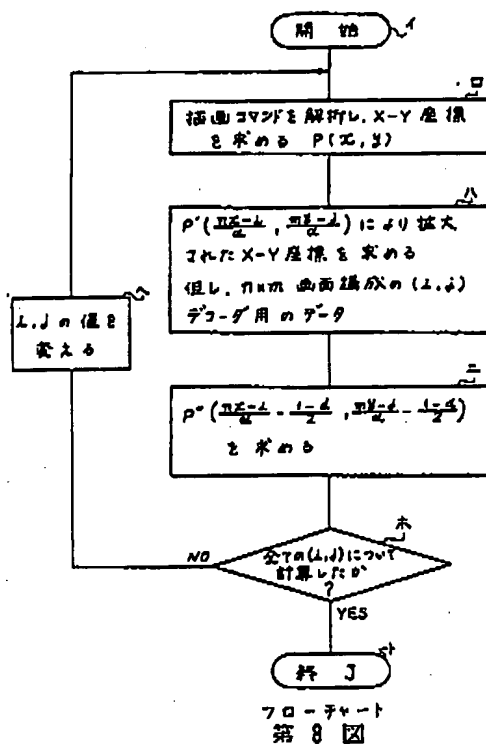 開始
イ
ロ
描画コマンドを解析し、X-Y座標
を求める P(x,y)
ハ
P'(nx-i/α, my-j/α)により拡大
されたX-Y座標を求める
但し、n×m 画面構成の(i,j)
デコーダ用のデータ
ヘ
i,jの値を
変える
ニ
P"(nx-i/α - 1-α/2, my-j/α - 1-α/2)
を求める
ホ
全ての(i,j)について
計算したか
?
NO
YES
ト
終了
フローチャート
第8図